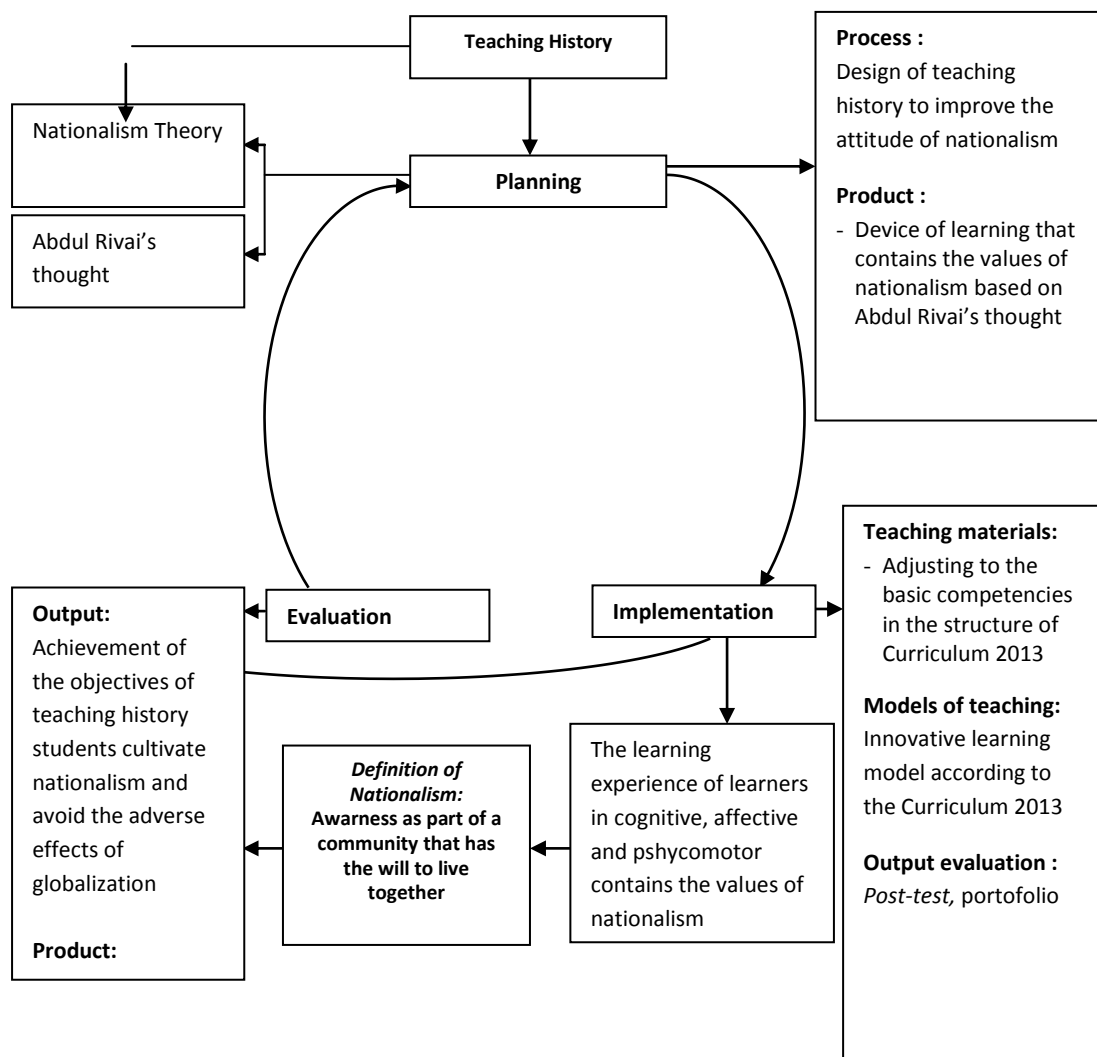 Teaching History
Process :
Design of teaching
history to improve the
attitude of nationalism
Product :
- Device of learning that
contains the values of
nationalism based on
Abdul Rivai’s thought
Nationalism Theory
Planning
Abdul Rivai’s
thought
Evaluation
Implementation
Teaching materials:
- Adjusting to the
basic competencies
in the structure of
Curriculum 2013
Models of teaching:
Innovative learning
model according to
the Curriculum 2013
Output evaluation :
Post-test, portofolio
Output:
Achievement of
the objectives of
teaching history
students cultivate
nationalism and
avoid the adverse
effects of
globalization
Product:
Definition of
Nationalism:
Awarness as part of a
community that has
the will to live
together
The learning
experience of learners
in cognitive, affective
and pshycomotor
contains the values of
nationalism